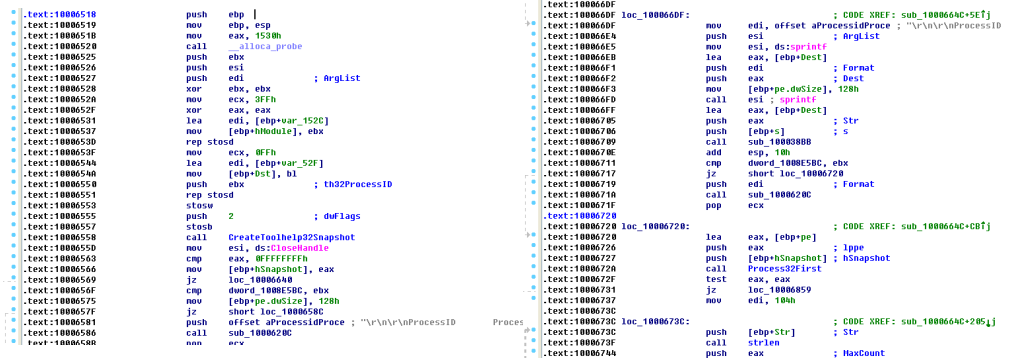 .text:10006518 push ebp
.text:10006519 mov ebp, esp
.text:1000651B mov eax, 1530h
.text:10006520 call __alloca_probe
.text:10006525 push ebx
.text:10006526 push esi
.text:10006527 push edi ; ArgList
.text:10006528 xor ebx, ebx
.text:1000652A mov ecx, 3FFh
.text:1000652F xor eax, eax
.text:10006531 lea edi, [ebp+var_152C]
.text:10006537 mov [ebp+hModule], ebx
.text:1000653D rep stosd
.text:1000653F mov ecx, 0FFh
.text:10006544 lea edi, [ebp+var_52F]
.text:1000654A mov [ebp+Dst], bl
.text:10006550 push ebx ; th32ProcessID
.text:10006551 rep stosd
.text:10006553 stosw
.text:10006555 push 2 ; dwFlags
.text:10006557 stosb
.text:10006558 call CreateToolhelp32Snapshot
.text:1000655D mov esi, ds:CloseHandle
.text:10006563 cmp eax, 0FFFFFFFFh
.text:10006566 mov [ebp+hSnapshot], eax
.text:10006569 jz loc_10006640
.text:1000656F cmp dword_1008E5BC, ebx
.text:10006575 mov [ebp+pe.dwSize], 128h
.text:1000657F jz short loc_1000658C
.text:10006581 push offset aProcessidProce ; "\r\n\r\nProcessID Proces
.text:10006586 call sub_1000620C
.text:1000658B pop ecx
.text:100066DF
.text:100066DF loc_100066DF: ; CODE XREF: sub_1000664C+5E↑j
.text:100066DF mov edi, offset aProcessidProce ; "\r\n\r\nProcessID
.text:100066E4 push esi ; ArgList
.text:100066E5 mov esi, ds:sprintf
.text:100066EB lea eax, [ebp+Dest]
.text:100066F1 push edi ; Format
.text:100066F2 push eax ; Dest
.text:100066F3 mov [ebp+pe.dwSize], 128h
.text:100066FD call esi ; sprintf
.text:100066FF lea eax, [ebp+Dest]
.text:10006705 push eax ; Str
.text:10006706 push [ebp+s] ; s
.text:10006709 call sub_100038BB
.text:1000670E add esp, 10h
.text:10006711 cmp dword_1008E5BC, ebx
.text:10006717 jz short loc_10006720
.text:10006719 push edi ; Format
.text:1000671A call sub_1000620C
.text:1000671F pop ecx
.text:10006720
.text:10006720 loc_10006720: ; CODE XREF: sub_1000664C+CB↑j
.text:10006720 lea eax, [ebp+pe]
.text:10006726 push eax ; lppe
.text:10006727 push [ebp+hSnapshot] ; hSnapshot
.text:1000672A call Process32First
.text:1000672F test eax, eax
.text:10006731 jz loc_10006859
.text:10006737 mov edi, 104h
.text:1000673C
.text:1000673C loc_1000673C: ; CODE XREF: sub_1000664C+205↓j
.text:1000673C push [ebp+Str] ; Str
.text:1000673F call strlen
.text:10006744 push eax ; MaxCount